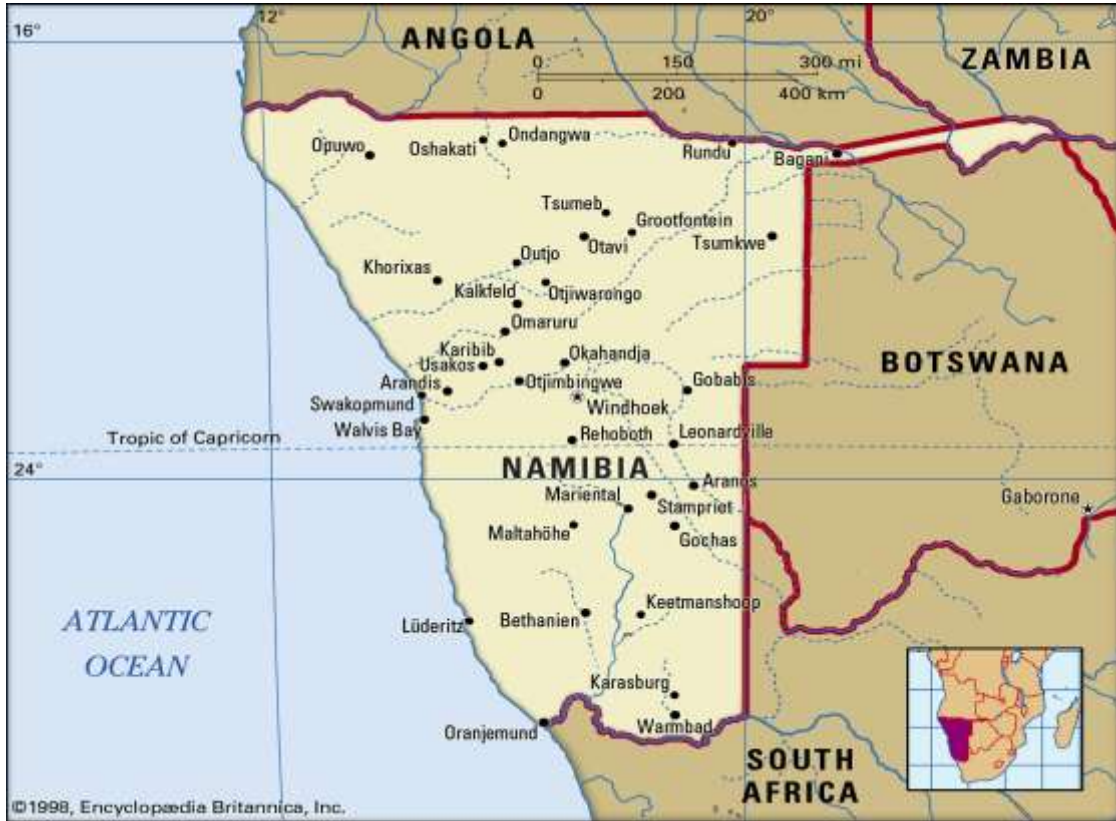 12°
20°
16°
ANGOLA
ZAMBIA
0 150 300 mi
0 200 400 km
Opuwo
Oshakati
Ondangwa
Rundu
Bagani
Tsumeb
Grootfontein
Otavi
Tsumkwe
Outjo
Khorixas
Kalkfeld
Otjiwarongo
Omaruru
Karibib
Okahandja
Usakos
BOTSWANA
Arandis
Otjimbingwe
Gobabis
Swakopmund
Windhoek
Walvis Bay
Rehoboth
Leonardville
Tropic of Capricorn
NAMIBIA
24°
Aranos
Mariental
Stampriet
Gaborone
Maltahöhe
Gochas
ATLANTIC
OCEAN
Lüderitz
Bethanien
Keetmanshoop
Karasburg
Oranjemund
Warmbad
SOUTH
AFRICA
©1998, Encyclopædia Britannica, Inc.